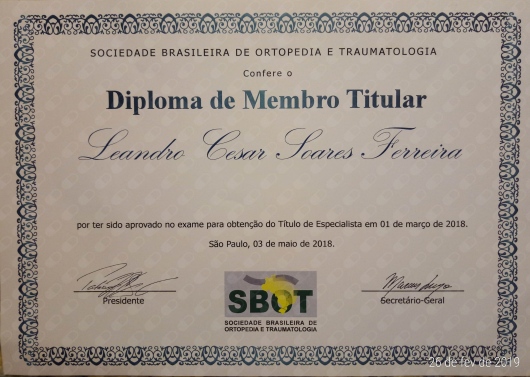 SOCIEDADE BRASILEIRA DE ORTOPEDIA E TRAUMATOLOGIA
Confere o
Diploma de Membro Titular
Leandro Cesar Soares Ferreira
por ter sido aprovado no exame para obtenção do Título de Especialista em 01 de março de 2018.
São Paulo, 03 de maio de 2018.
Presidente
SBOT
SOCIEDADE BRASILEIRA DE
ORTOPEDIA E TRAUMATOLOGIA
Secretário-Geral
26 de fev de 2019